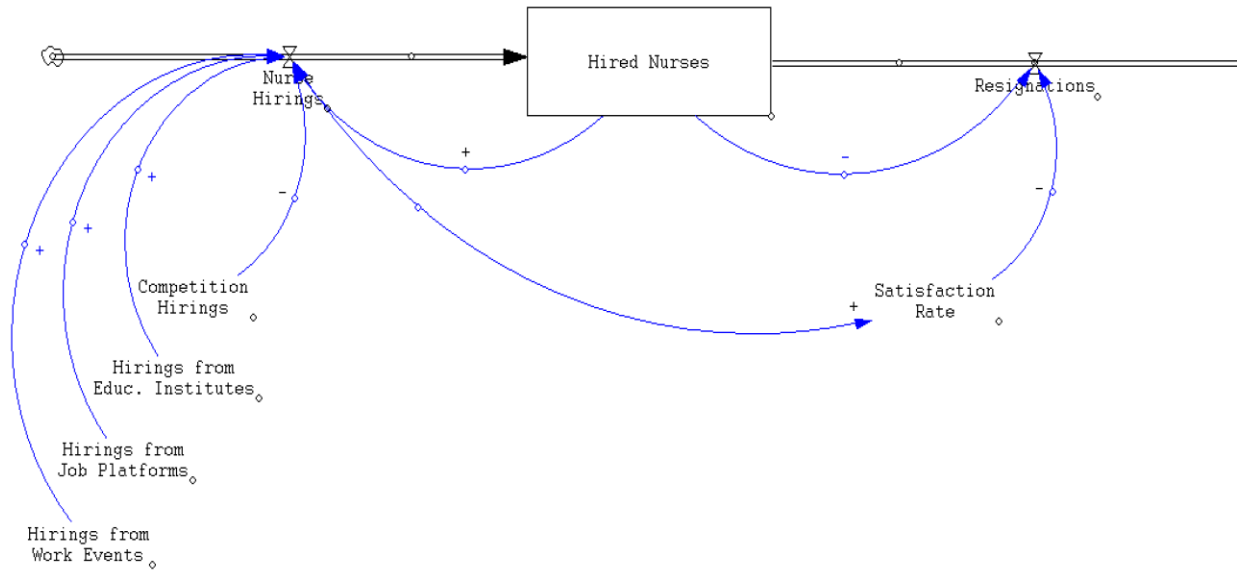 Hired Nurses
Nurse
Hirings
Resignations
+
-
+
-
-
+
+
Competition
Hirings
Satisfaction
Rate
+
Hirings from
Educ. Institutes
Hirings from
Job Platforms
Hirings from
Work Events